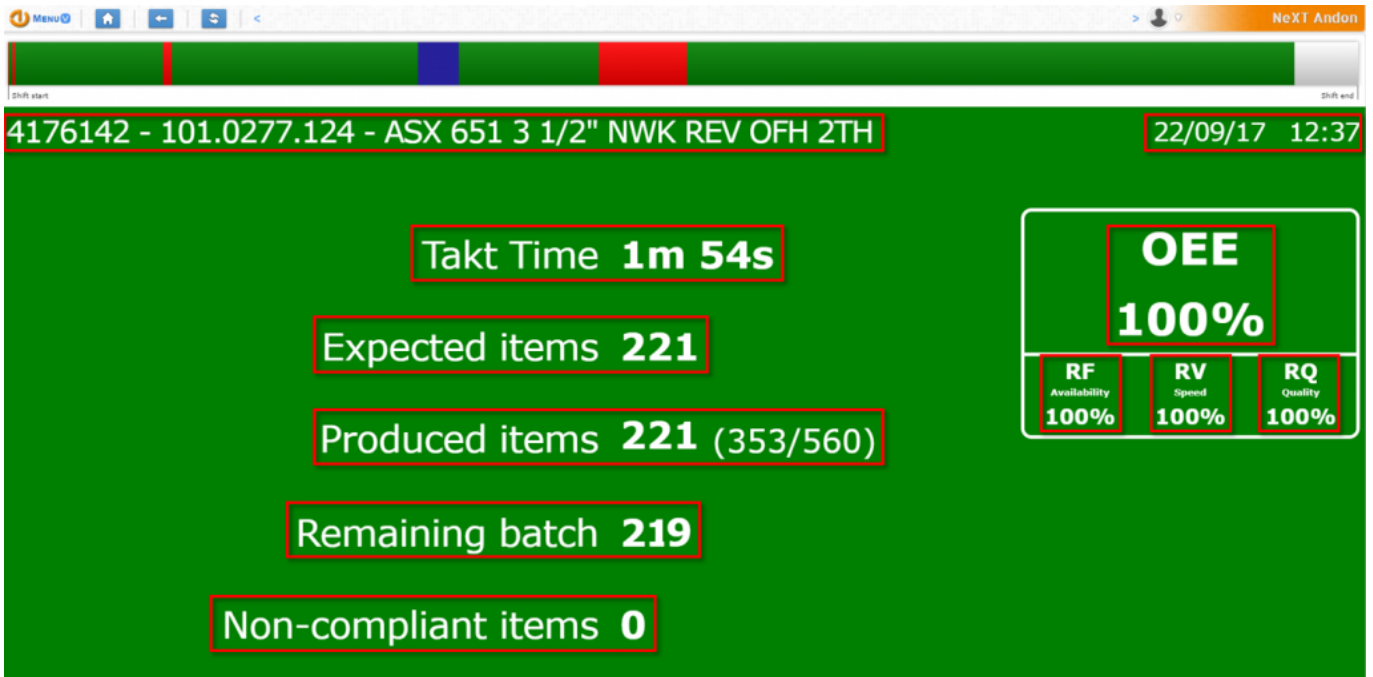 MENU
< > NeXT Andon
Shift start Shift end
4176142 - 101.0277.124 - ASX 651 3 1/2" NWK REV OFH 2TH 22/09/17 12:37
Takt Time 1m 54s
Expected items 221
Produced items 221 (353/560)
Remaining batch 219
Non-compliant items 0
OEE
100%
RF RV RQ
Availability Speed Quality
100% 100% 100%